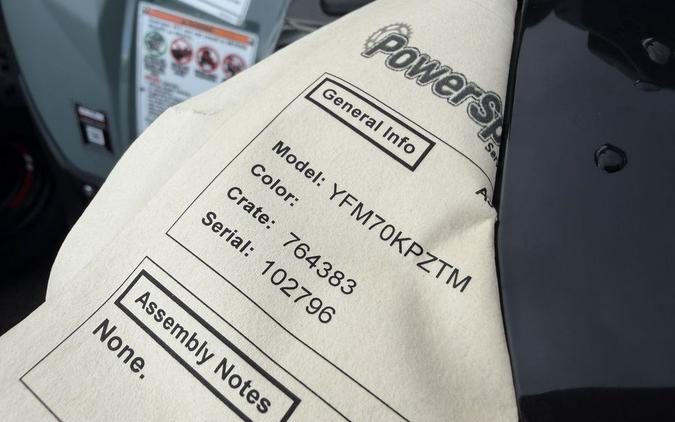 PowerSp
General Info
Model: YFM70KPZTM
Color:
Crate: 764383
Serial: 102796
Assembly Notes
None.